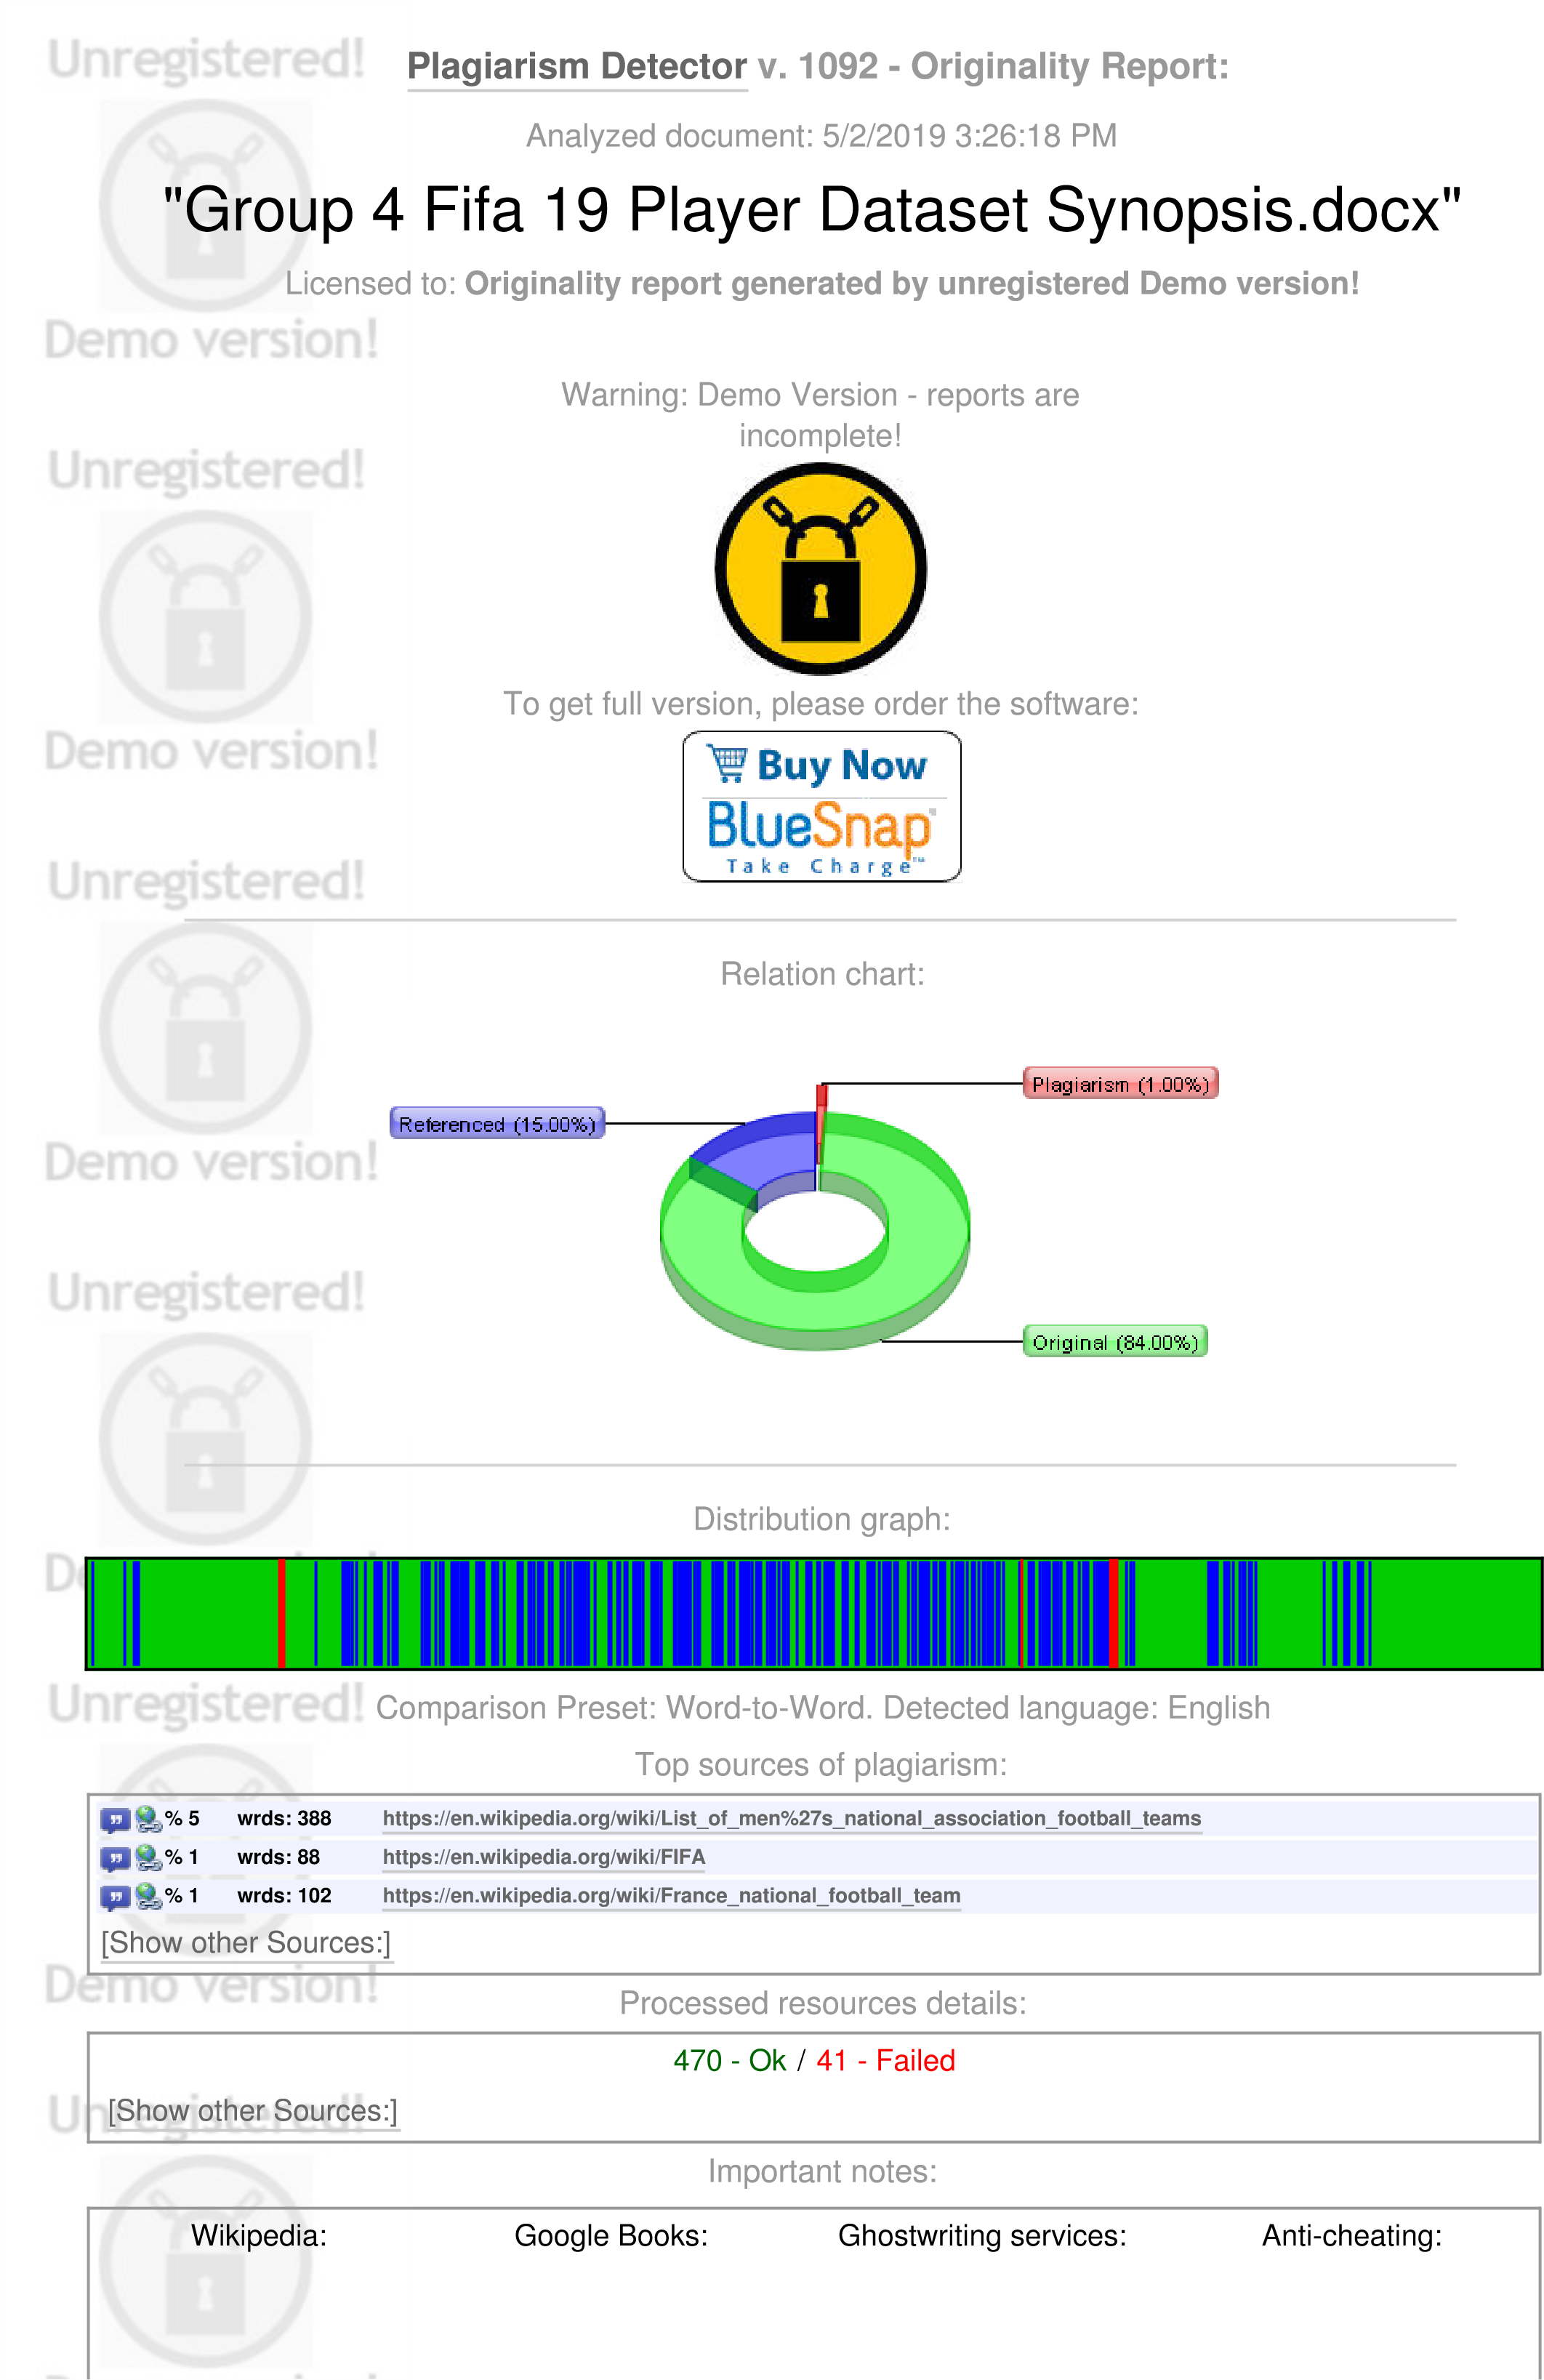 Unregistered!
Plagiarism Detector v. 1092 - Originality Report:
Analyzed document: 5/2/2019 3:26:18 PM
"Group 4 Fifa 19 Player Dataset Synopsis.docx"
Licensed to: Originality report generated by unregistered Demo version!
Demo version!
Warning: Demo Version - reports are
incomplete!
Unregistered!
To get full version, please order the software:
Demo version!
Buy Now
BlueSnap
Take Charge™
Unregistered!
Relation chart:
Plagiarism (1.00%)
Referenced (15.00%)
Demo version!
Unregistered!
Original (84.00%)
Distribution graph:
De
Unregistered!
Comparison Preset: Word-to-Word. Detected language: English
Top sources of plagiarism:
% 5 wrds: 388 https://en.wikipedia.org/wiki/List_of_men%27s_national_association_football_teams
% 1 wrds: 88 https://en.wikipedia.org/wiki/FIFA
% 1 wrds: 102 https://en.wikipedia.org/wiki/France_national_football_team
[Show other Sources:]
Demo version!
Processed resources details:
470 - Ok / 41 - Failed
Unregistered!
[Show other Sources:]
Important notes:
Wikipedia: Google Books: Ghostwriting services: Anti-cheating: